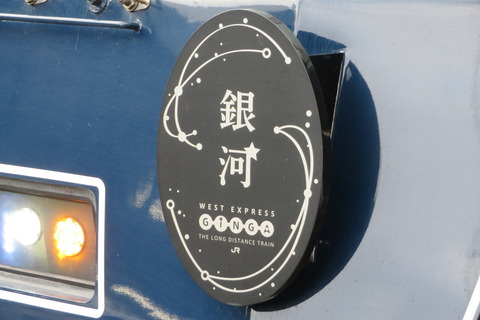 銀河
WEST EXPRESS
GINGA
THE LONG DISTANCE TRAIN
JR